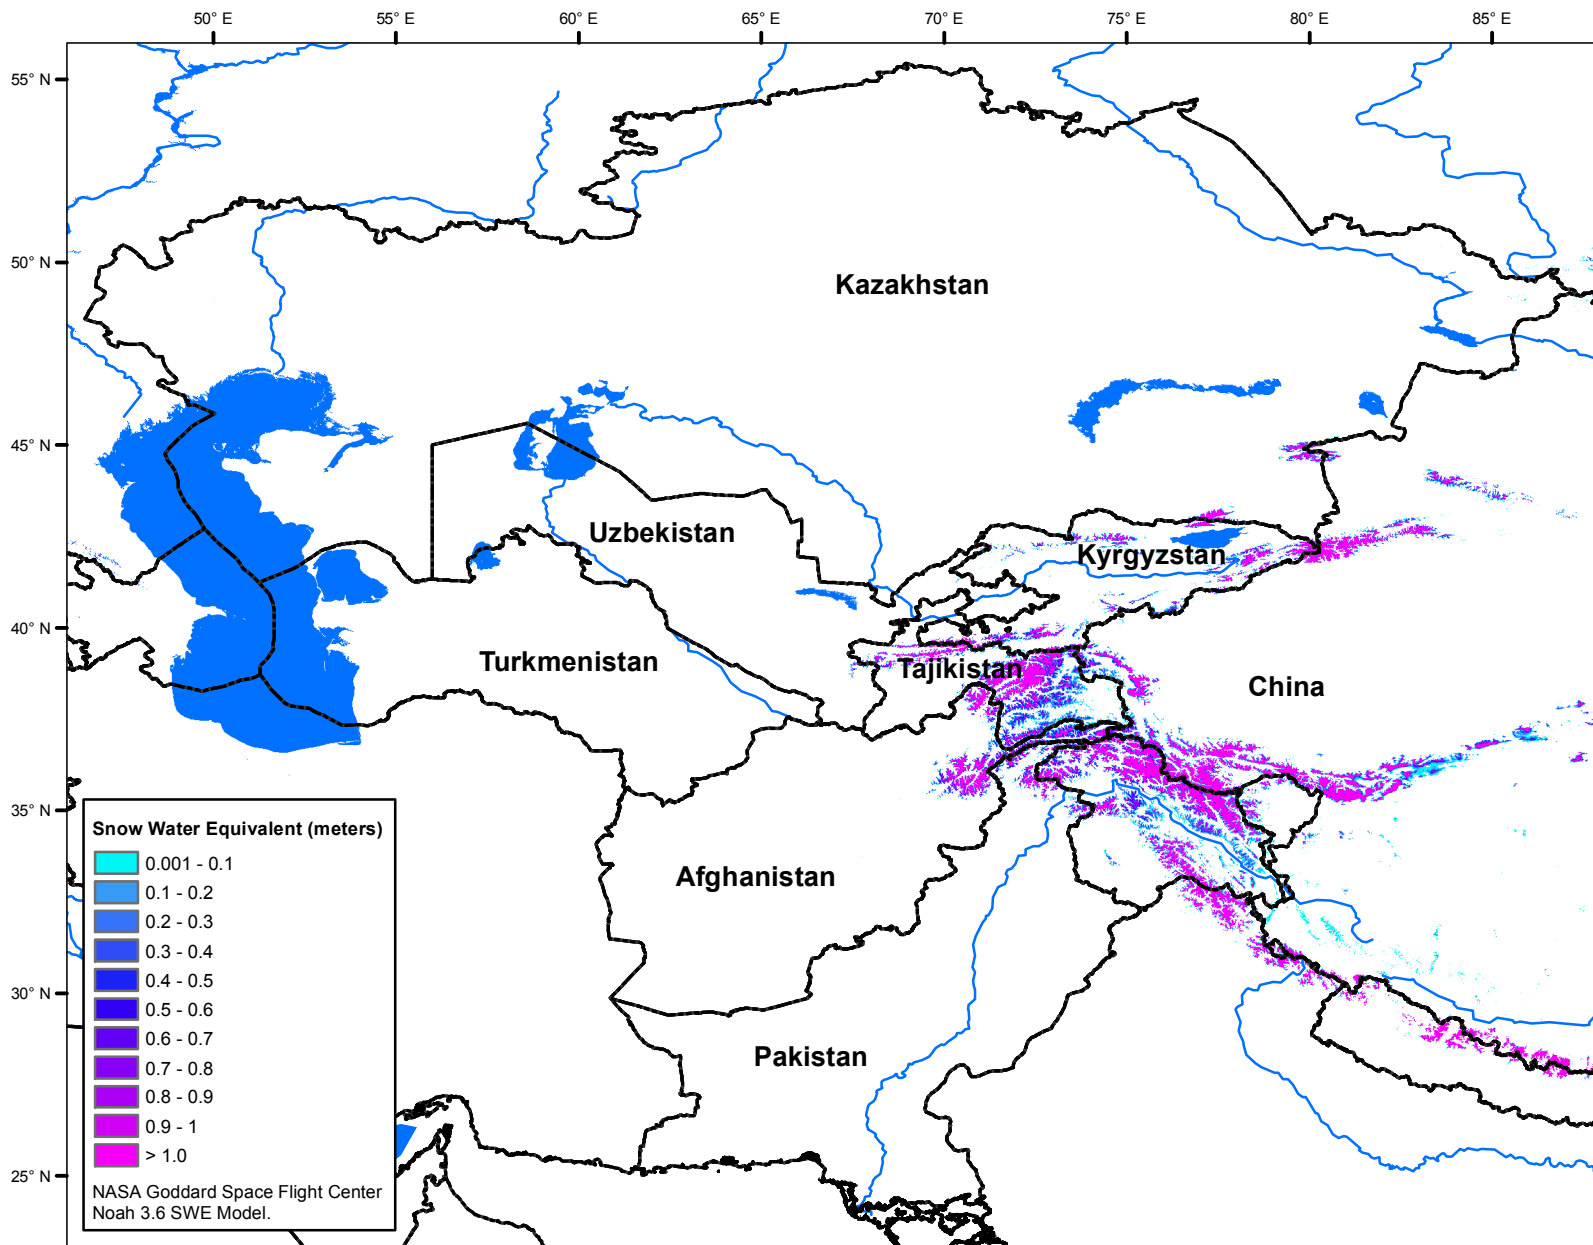 50° E 55° E 60° E 65° E 70° E 75° E 80° E 85° E
55° N
50° N
Kazakhstan
45° N
Uzbekistan
Kyrgyzstan
40° N
Turkmenistan
Tajikistan
China
35° N
Snow Water Equivalent (meters)
0.001 - 0.1
0.1 - 0.2
0.2 - 0.3
0.3 - 0.4
0.4 - 0.5
0.5 - 0.6
0.6 - 0.7
0.7 - 0.8
0.8 - 0.9
0.9 - 1
> 1.0
NASA Goddard Space Flight Center
Noah 3.6 SWE Model.
Afghanistan
30° N
Pakistan
25° N